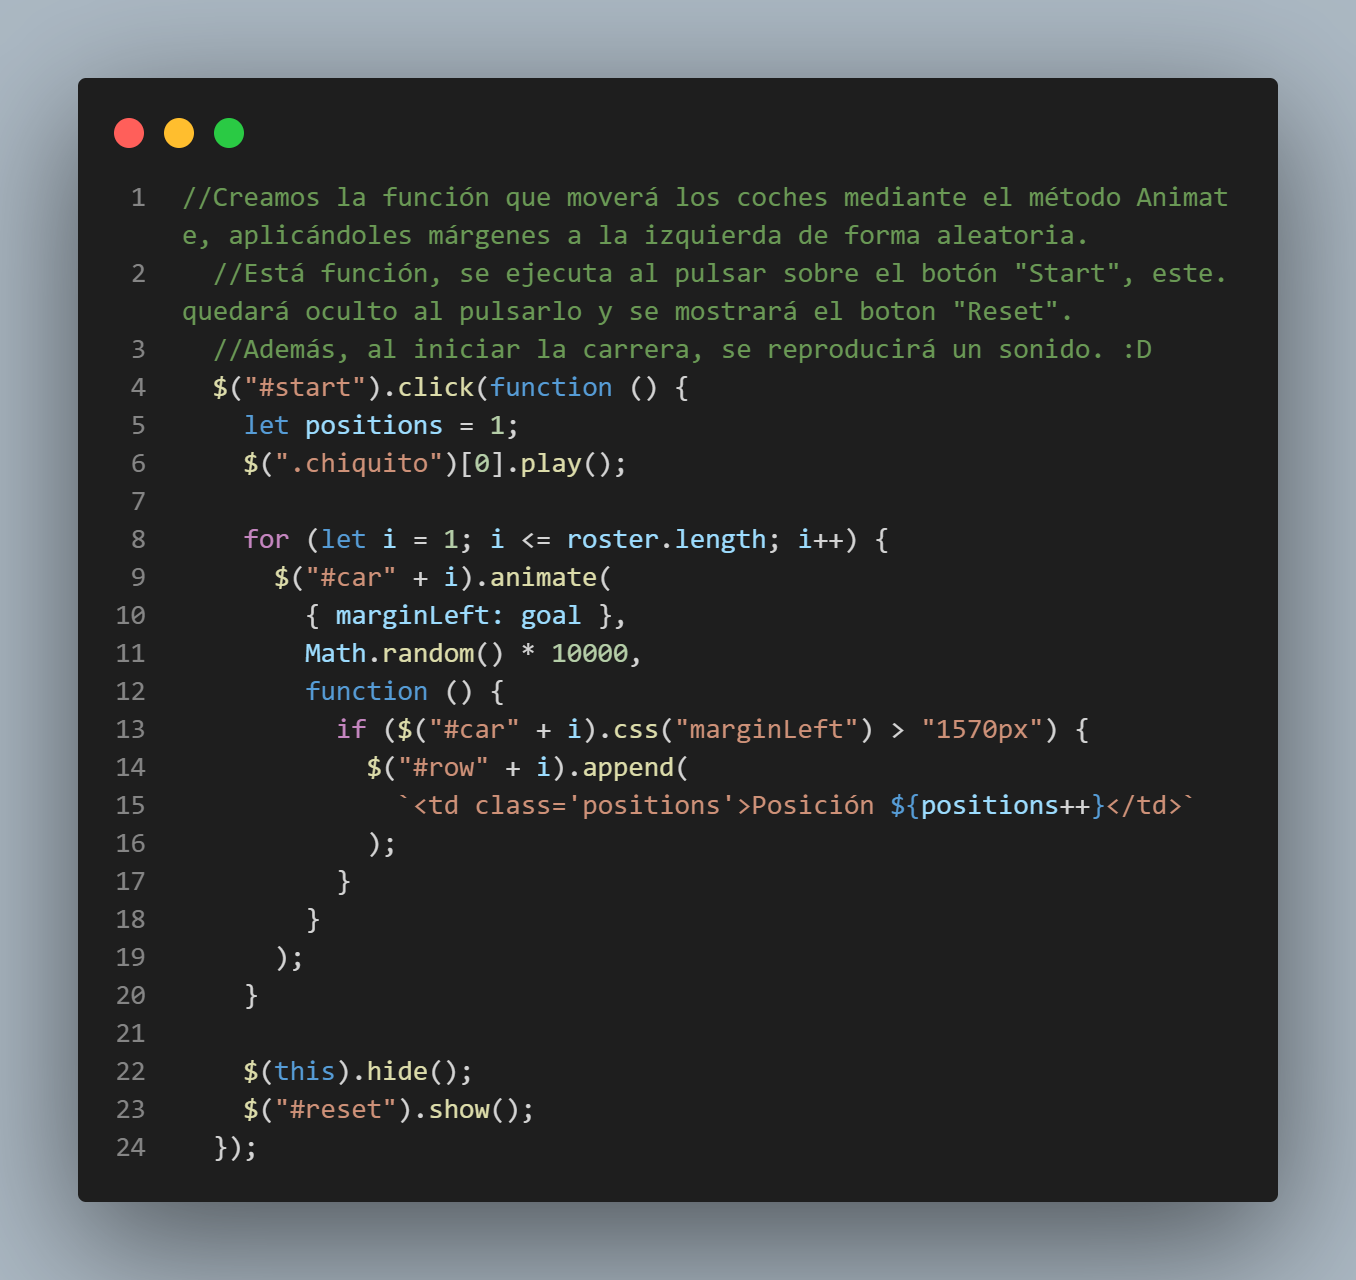 1 //Creamos la función que moverá los coches mediante el método Animat
e, aplicándoles márgenes a la izquierda de forma aleatoria.
2 //Está función, se ejecuta al pulsar sobre el botón "Start", este.
quedará oculto al pulsarlo y se mostrará el boton "Reset".
3 //Además, al iniciar la carrera, se reproducirá un sonido. :D
4 $("#start").click(function () {
5 let positions = 1;
6 $(".chiquito")[0].play();
7
8 for (let i = 1; i <= roster.length; i++) {
9 $("#car" + i).animate(
10 { marginLeft: goal },
11 Math.random() * 10000,
12 function () {
13 if ($("#car" + i).css("marginLeft") > "1570px") {
14 $("#row" + i).append(
15 `<td class='positions'>Posición ${positions++}</td>`
16 );
17 }
18 }
19 );
20 }
21
22 $(this).hide();
23 $("#reset").show();
24 });